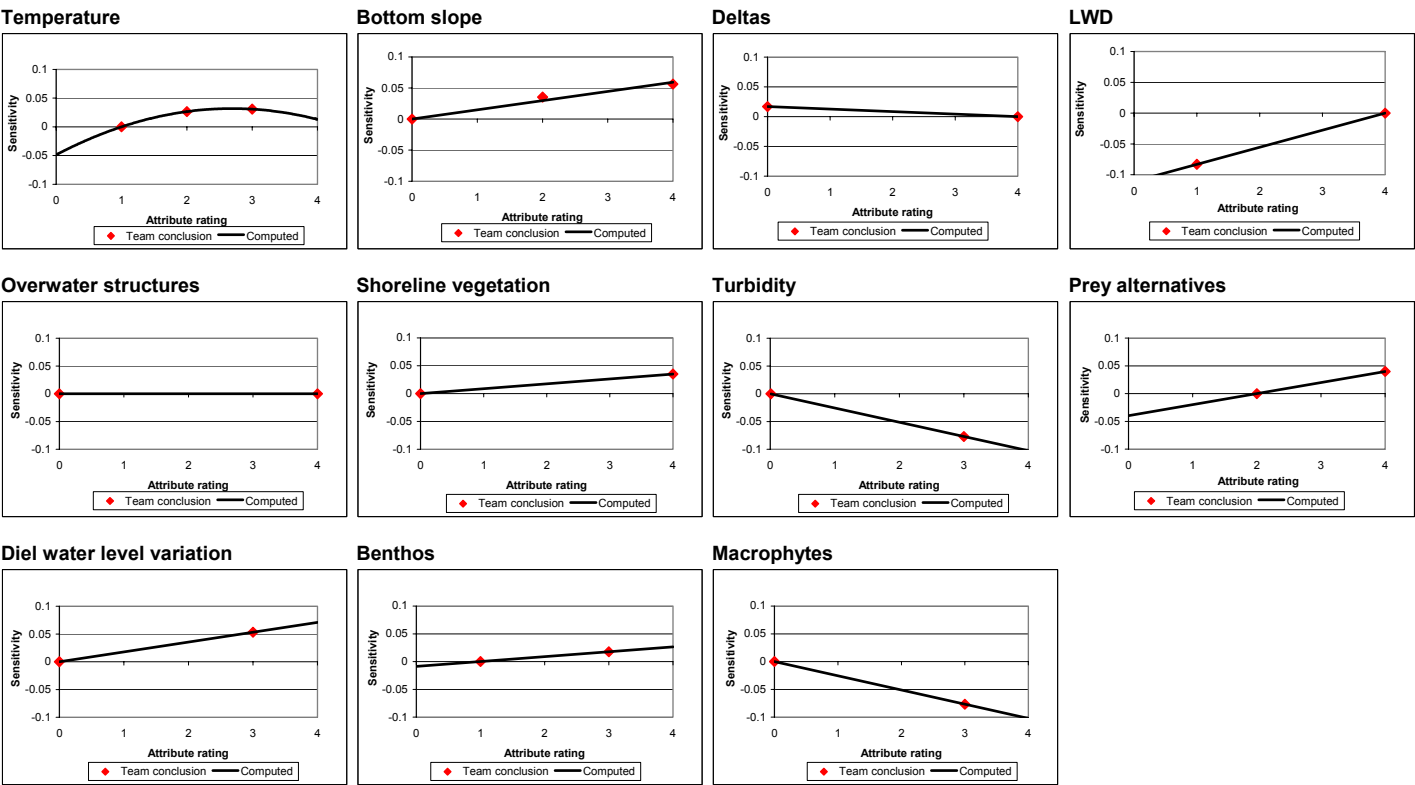 Temperature
0.1
0.05
0
-0.05
-0.1
Sensitivity
0 1 2 3 4
Attribute rating
Team conclusion Computed
Bottom slope
0.1
0.05
0
-0.05
-0.1
Sensitivity
0 1 2 3 4
Attribute rating
Team conclusion Computed
Deltas
0.1
0.05
0
-0.05
-0.1
Sensitivity
0 1 2 3 4
Attribute rating
Team conclusion Computed
LWD
0.1
0.05
0
-0.05
-0.1
Sensitivity
0 1 2 3 4
Attribute rating
Team conclusion Computed
Overwater structures
0.1
0.05
0
-0.05
-0.1
Sensitivity
0 1 2 3 4
Attribute rating
Team conclusion Computed
Shoreline vegetation
0.1
0.05
0
-0.05
-0.1
Sensitivity
0 1 2 3 4
Attribute rating
Team conclusion Computed
Turbidity
0.1
0.05
0
-0.05
-0.1
Sensitivity
0 1 2 3 4
Attribute rating
Team conclusion Computed
Prey alternatives
0.1
0.05
0
-0.05
-0.1
Sensitivity
0 1 2 3 4
Attribute rating
Team conclusion Computed
Diel water level variation
0.1
0.05
0
-0.05
-0.1
Sensitivity
0 1 2 3 4
Attribute rating
Team conclusion Computed
Benthos
0.1
0.05
0
-0.05
-0.1
Sensitivity
0 1 2 3 4
Attribute rating
Team conclusion Computed
Macrophytes
0.1
0.05
0
-0.05
-0.1
Sensitivity
0 1 2 3 4
Attribute rating
Team conclusion Computed